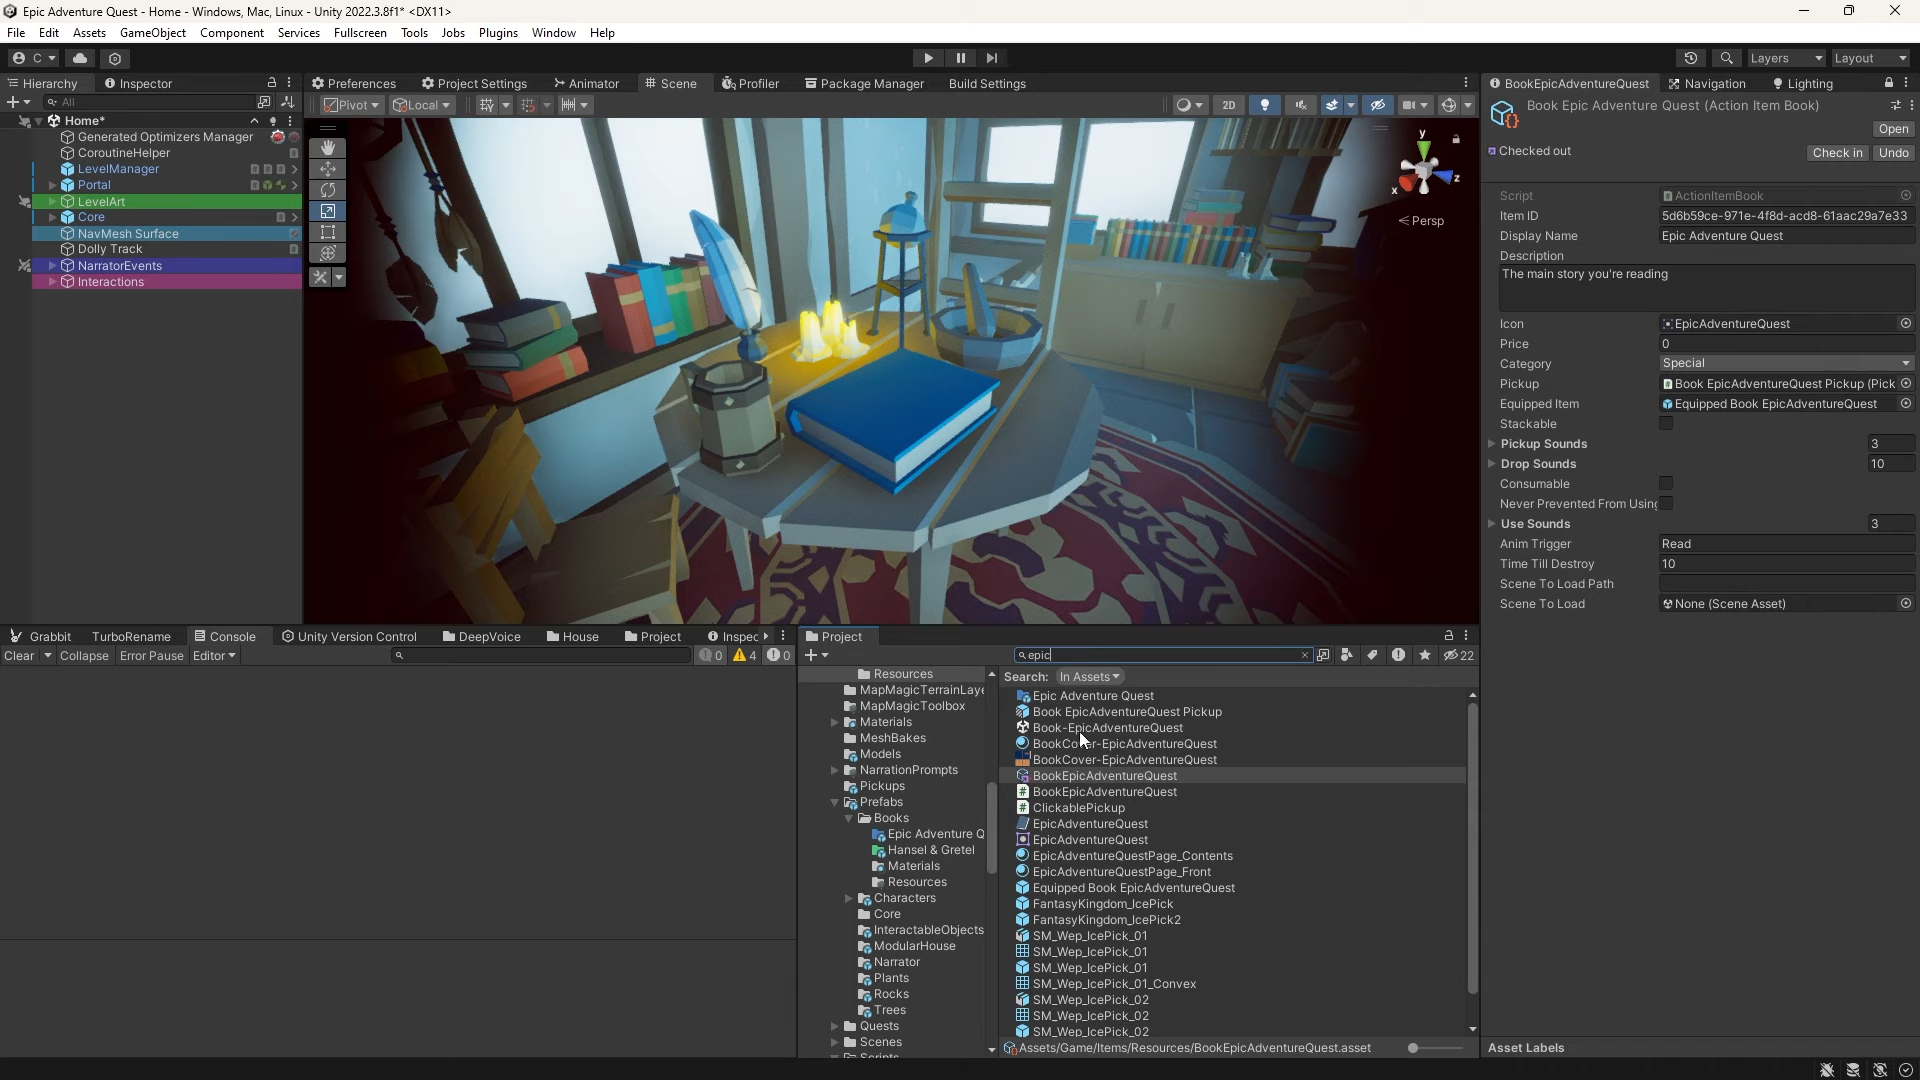 Epic Adventure Quest - Home - Windows, Mac, Linux - Unity 2022.3.8f1* <DX11>
File Edit Assets GameObject Component Services Fullscreen Tools Jobs Plugins Window Help
C Layers Layout
Hierarchy Inspector Preferences Project Settings Animator Scene Profiler Package Manager Build Settings BookEpicAdventureQuest Navigation Lighting
All
Pivot Local 2D
Home*
Generated Optimizers Manager
CoroutineHelper
LevelManager
Portal
LevelArt
Core
NavMesh Surface
Dolly Track
NarratorEvents
Interactions
y
z
x
Persp
Book Epic Adventure Quest (Action Item Book)
Open
Checked out Check in Undo
Script ActionItemBook
Item ID 5d6b59ce-971e-4f8d-acd8-61aac29a7e33
Display Name Epic Adventure Quest
Description
The main story you're reading
Icon EpicAdventureQuest
Price 0
Category Special
Pickup Book EpicAdventureQuest Pickup (Pick
Equipped Item Equipped Book EpicAdventureQuest
Stackable
Pickup Sounds 3
Drop Sounds 10
Consumable
Never Prevented From Using
Use Sounds 3
Anim Trigger Read
Time Till Destroy 10
Scene To Load Path
Scene To Load None (Scene Asset)
Asset Labels
Grabbit TurboRename Console Unity Version Control DeepVoice House Project Inspec
Clear Collapse Error Pause Editor 0 4 0
Project
epic 22
Resources
MapMagicTerrainLaye
MapMagicToolbox
Materials
MeshBakes
Models
NarrationPrompts
Pickups
Prefabs
Books
Epic Adventure Q
Hansel & Gretel
Materials
Resources
Characters
Core
InteractableObjects
ModularHouse
Narrator
Plants
Rocks
Trees
Quests
Scenes
Scripts
Search: In Assets
Epic Adventure Quest
Book EpicAdventureQuest Pickup
Book-EpicAdventureQuest
BookCover-EpicAdventureQuest
BookCover-EpicAdventureQuest
BookEpicAdventureQuest
BookEpicAdventureQuest
ClickablePickup
EpicAdventureQuest
EpicAdventureQuest
EpicAdventureQuestPage_Contents
EpicAdventureQuestPage_Front
Equipped Book EpicAdventureQuest
FantasyKingdom_IcePick
FantasyKingdom_IcePick2
SM_Wep_IcePick_01
SM_Wep_IcePick_01
SM_Wep_IcePick_01
SM_Wep_IcePick_01_Convex
SM_Wep_IcePick_02
SM_Wep_IcePick_02
SM_Wep_IcePick_02
Assets/Game/Items/Resources/BookEpicAdventureQuest.asset